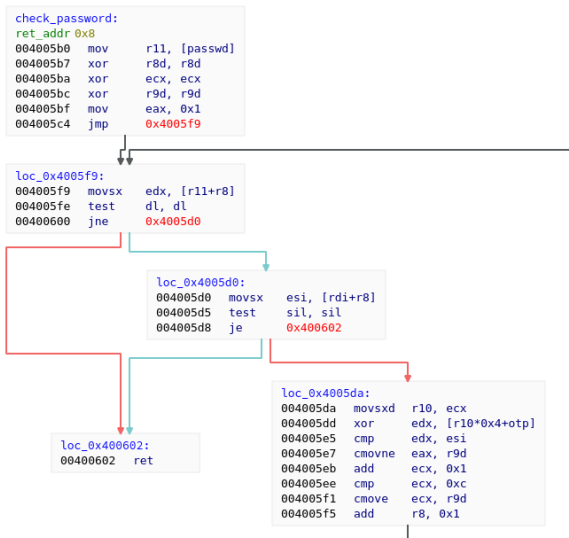 check_password:
ret_addr 0x8
004005b0 mov r11, [passwd]
004005b7 xor r8d, r8d
004005ba xor ecx, ecx
004005bc xor r9d, r9d
004005bf mov eax, 0x1
004005c4 jmp 0x4005f9
loc_0x4005f9:
004005f9 movsx edx, [r11+r8]
004005fe test dl, dl
00400600 jne 0x4005d0
loc_0x4005d0:
004005d0 movsx esi, [rdi+r8]
004005d5 test sil, sil
004005d8 je 0x400602
loc_0x4005da:
004005da movsxd r10, ecx
004005dd xor edx, [r10*0x4+otp]
004005e5 cmp edx, esi
004005e7 cmovne eax, r9d
004005eb add ecx, 0x1
004005ee cmp ecx, 0xc
004005f1 cmove ecx, r9d
004005f5 add r8, 0x1
loc_0x400602:
00400602 ret